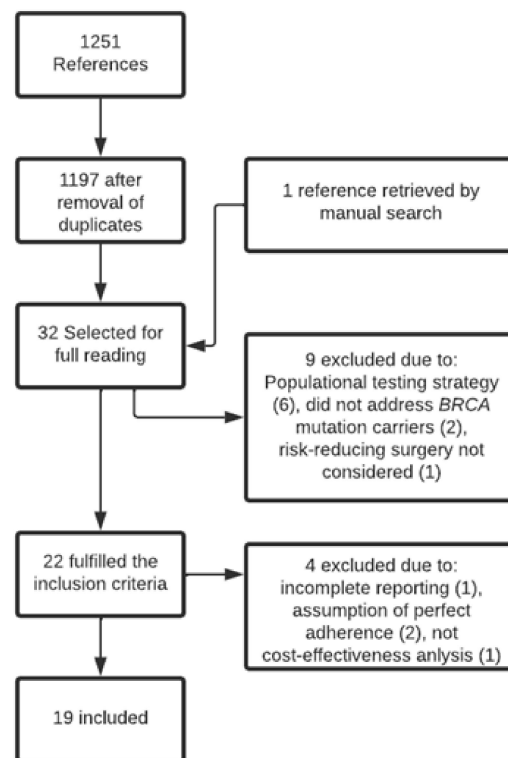 1251
References
1197 after
removal of
duplicates
1 reference retrieved by
manual search
32 Selected for
full reading
9 excluded due to:
Populational testing strategy
(6), did not address BRCA
mutation carriers (2),
risk-reducing surgery not
considered (1)
22 fulfilled the
inclusion criteria
4 excluded due to:
incomplete reporting (1),
assumption of perfect
adherence (2), not
cost-effectiveness anlysis (1)
19 included